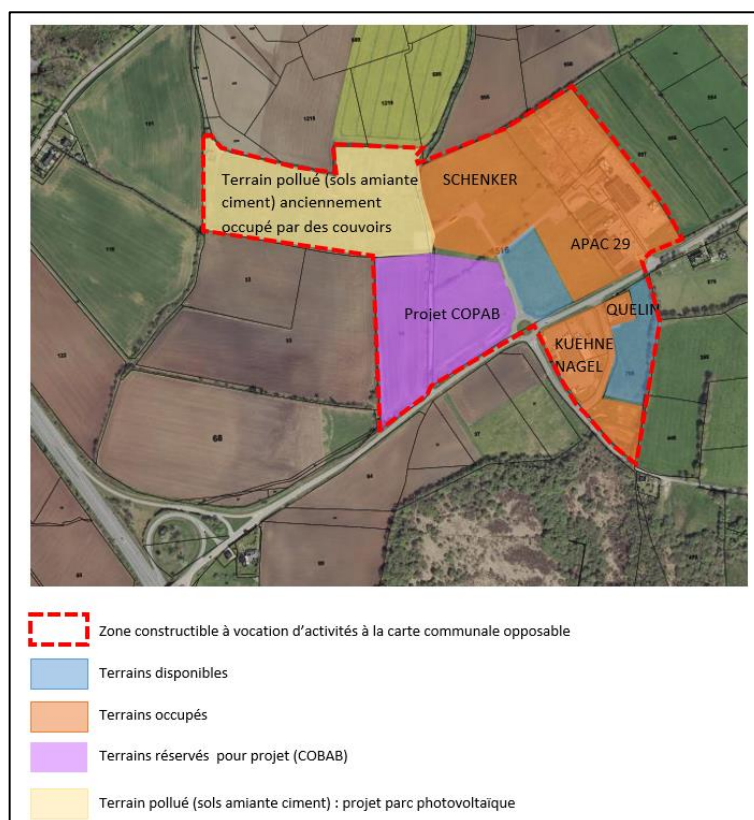 SCHENKER
Terrain pollué (sols amiante
ciment) anciennement
occupé par des couvoirs
APAC 29
Projet COPAB
QUELIN
KUEHNE
NAGEL
68
Zone constructible à vocation d’activités à la carte communale opposable
Terrains disponibles
Terrains occupés
Terrains réservés  pour projet (COBAB)
Terrain pollué (sols amiante ciment) : projet parc photovoltaïque